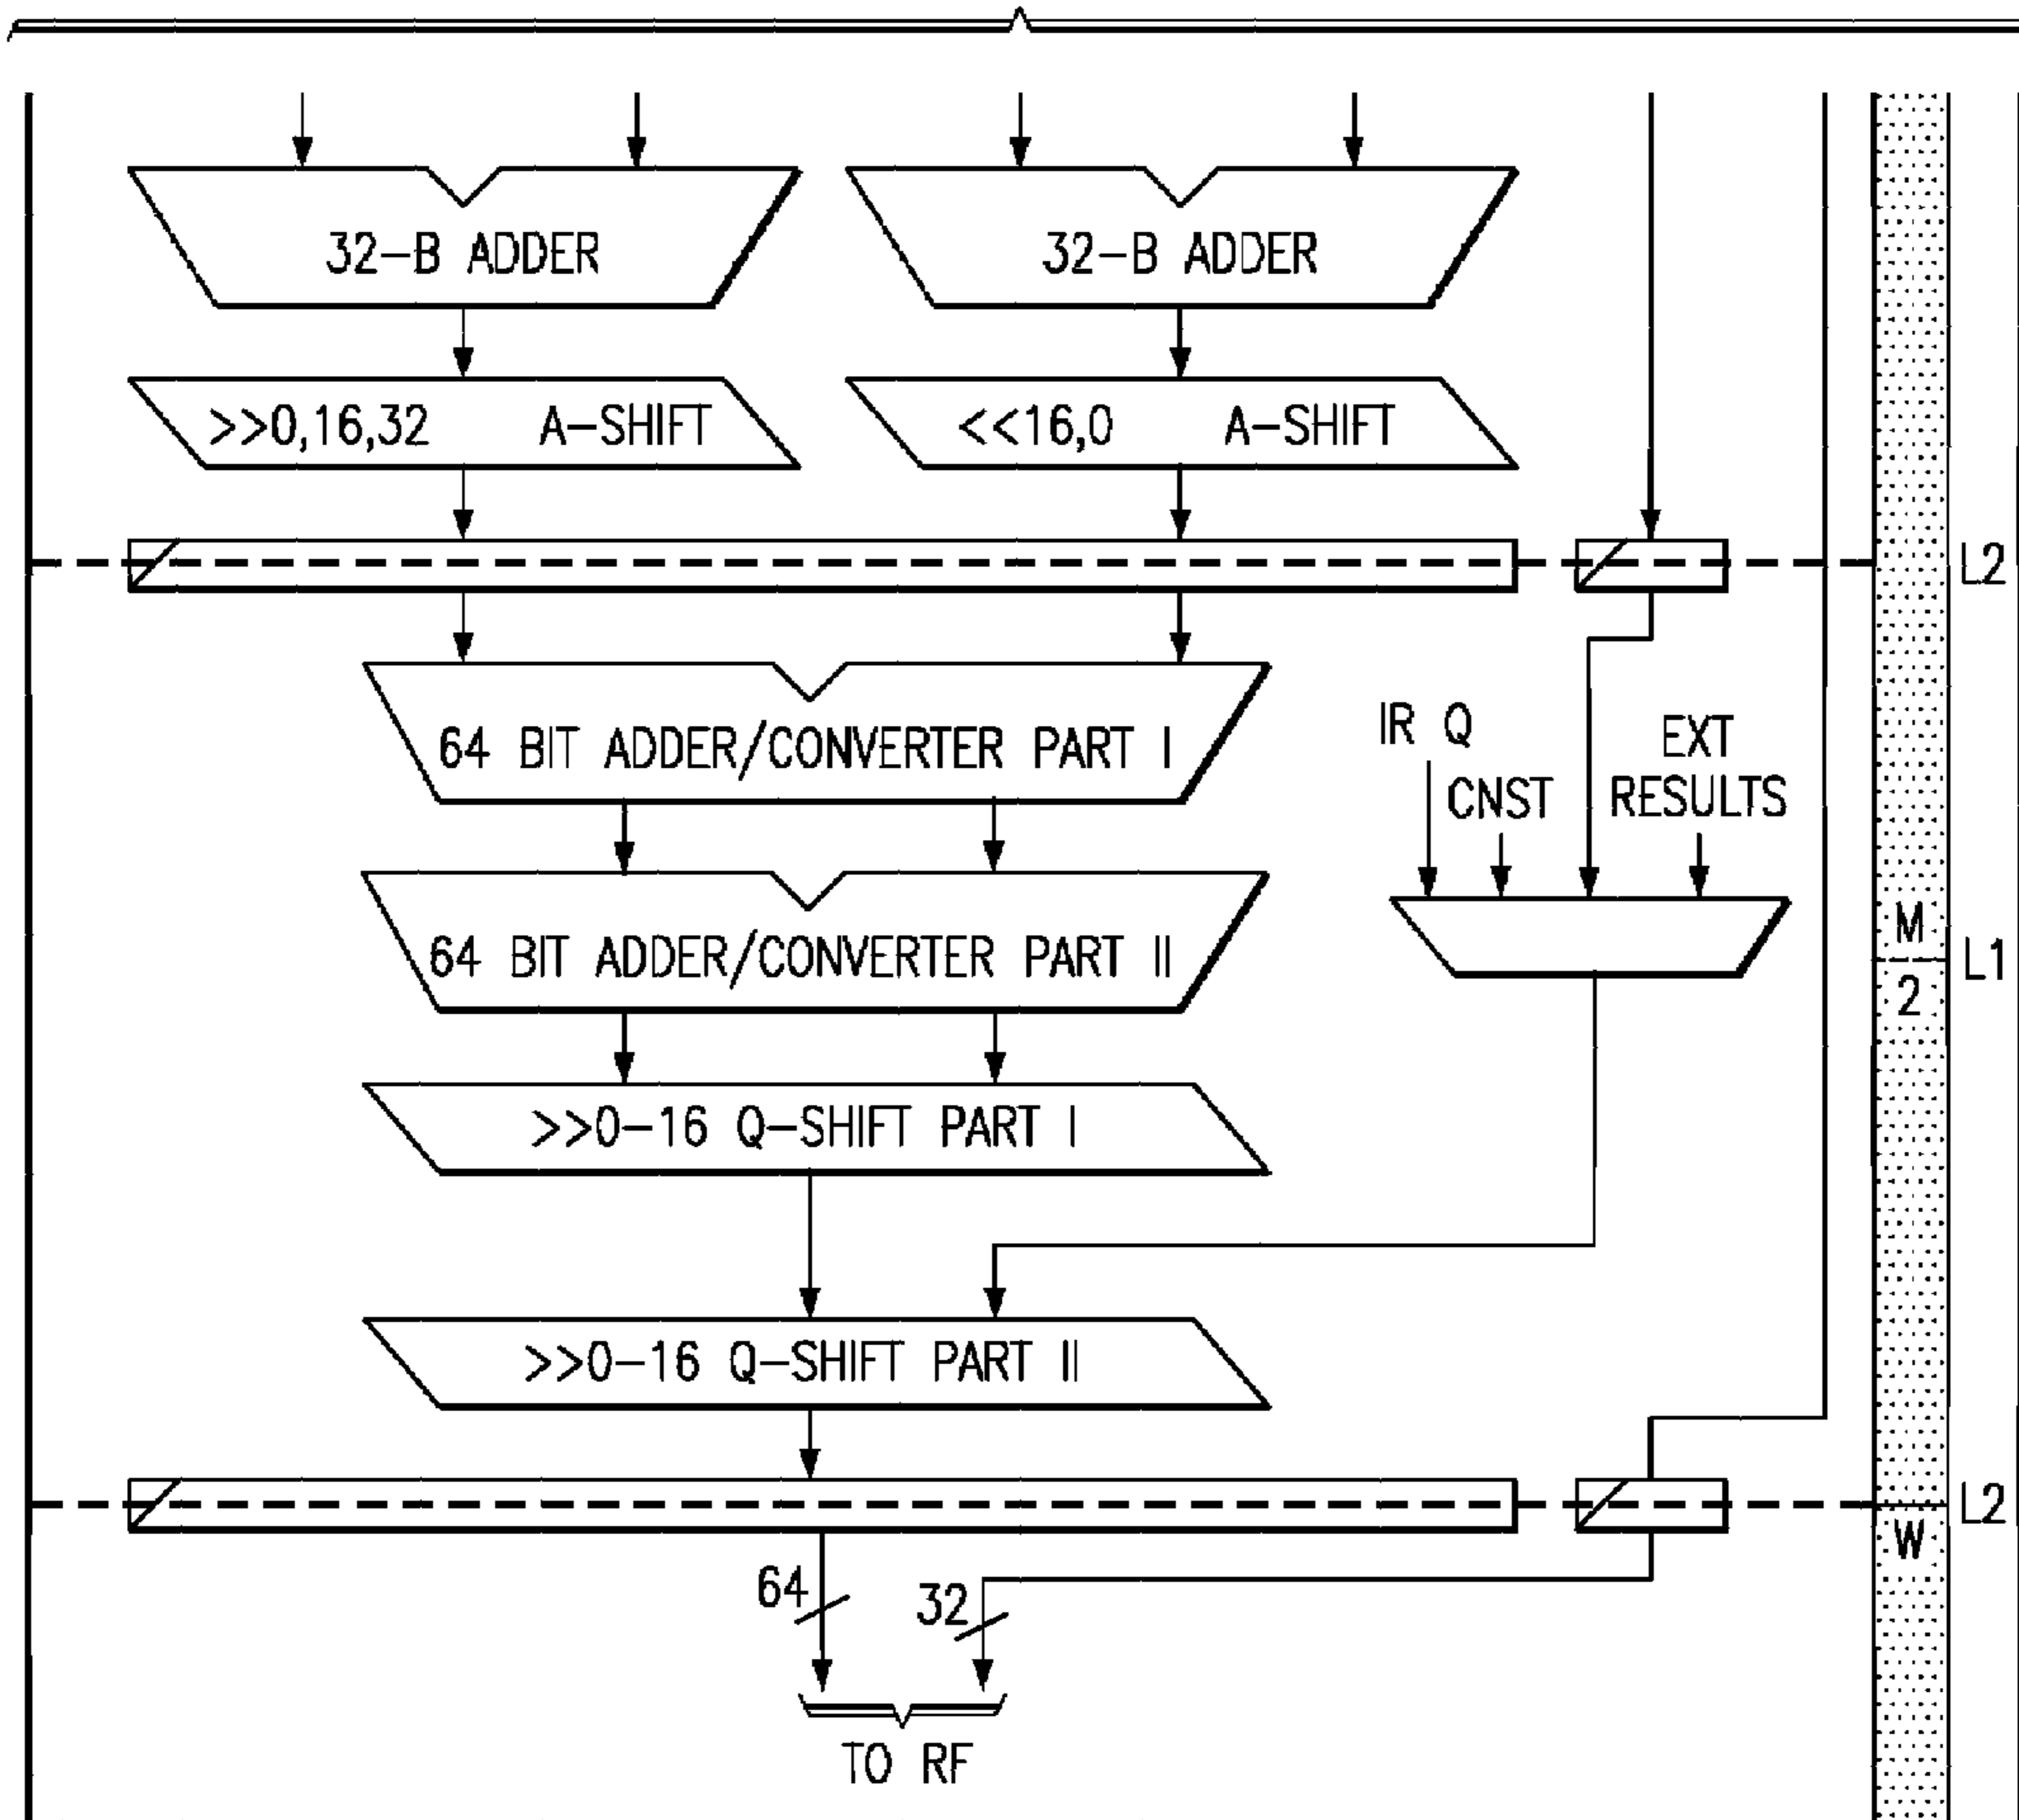 32-B ADDER
32-B ADDER
>>0,16,32 A-SHIFT
<<16,0 A-SHIFT
L2
64 BIT ADDER/CONVERTER PART I
IR Q
CNST
EXT
RESULTS
64 BIT ADDER/CONVERTER PART II
M
2
L1
>>0-16 Q-SHIFT PART I
>>0-16 Q-SHIFT PART II
L2
W
64
32
TO RF